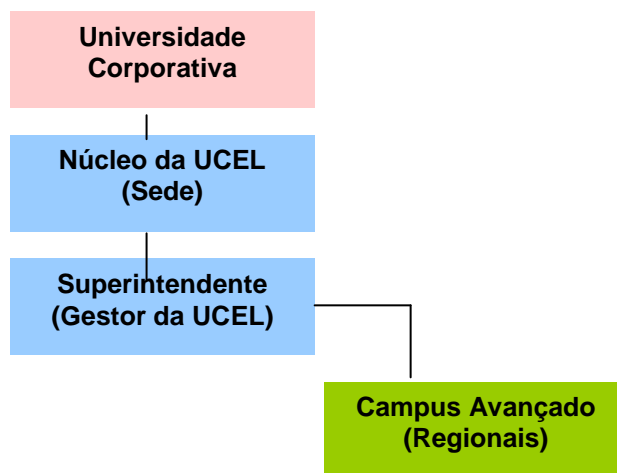 Universidade
Corporativa
Núcleo da UCEL
(Sede)
Superintendente
(Gestor da UCEL)
Campus Avançado
(Regionais)